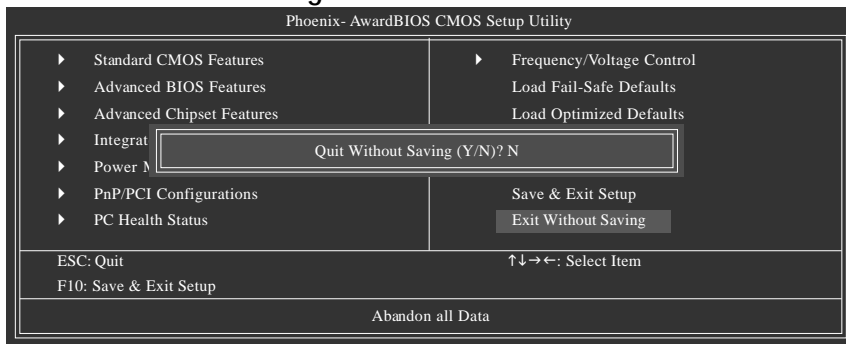 Phoenix- AwardBIOS CMOS Setup Utility
Standard CMOS Features
Advanced BIOS Features
Advanced Chipset Features
Integrat
Power M
PnP/PCI Configurations
PC Health Status
Frequency/Voltage Control
Load Fail-Safe Defaults
Load Optimized Defaults
Quit Without Saving (Y/N)? N
Save & Exit Setup
Exit Without Saving
ESC: Quit
↑↓→←: Select Item
F10: Save & Exit Setup
Abandon all Data